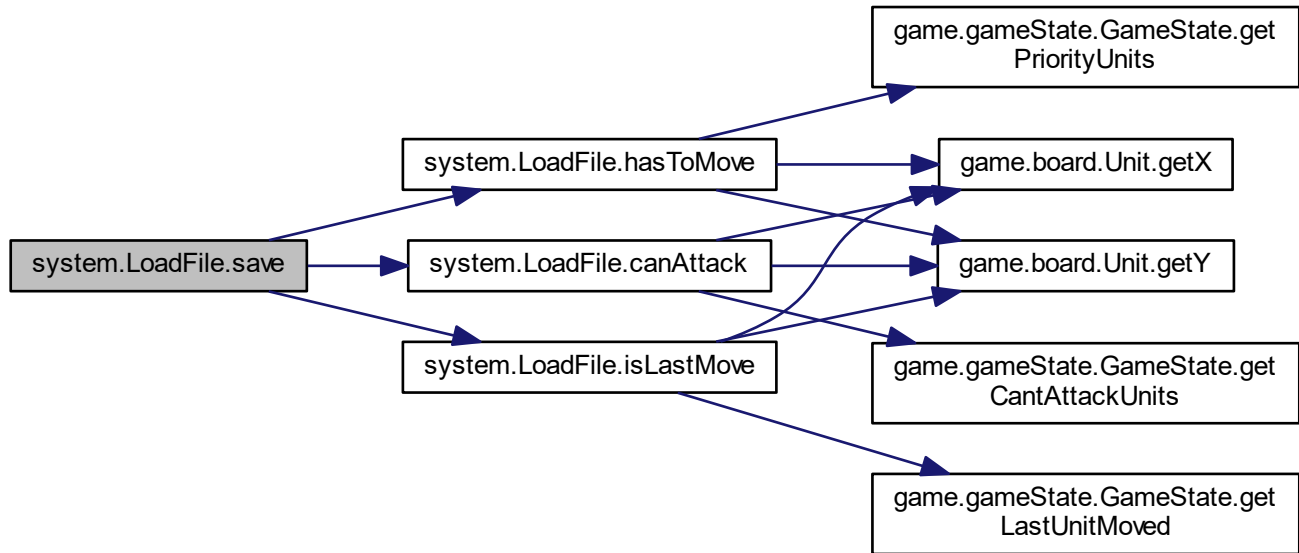 game.gameState.GameState.get
PriorityUnits
system.LoadFile.hasToMove
game.board.Unit.getX
system.LoadFile.save
system.LoadFile.canAttack
game.board.Unit.getY
system.LoadFile.isLastMove
game.gameState.GameState.get
CantAttackUnits
game.gameState.GameState.get
LastUnitMoved